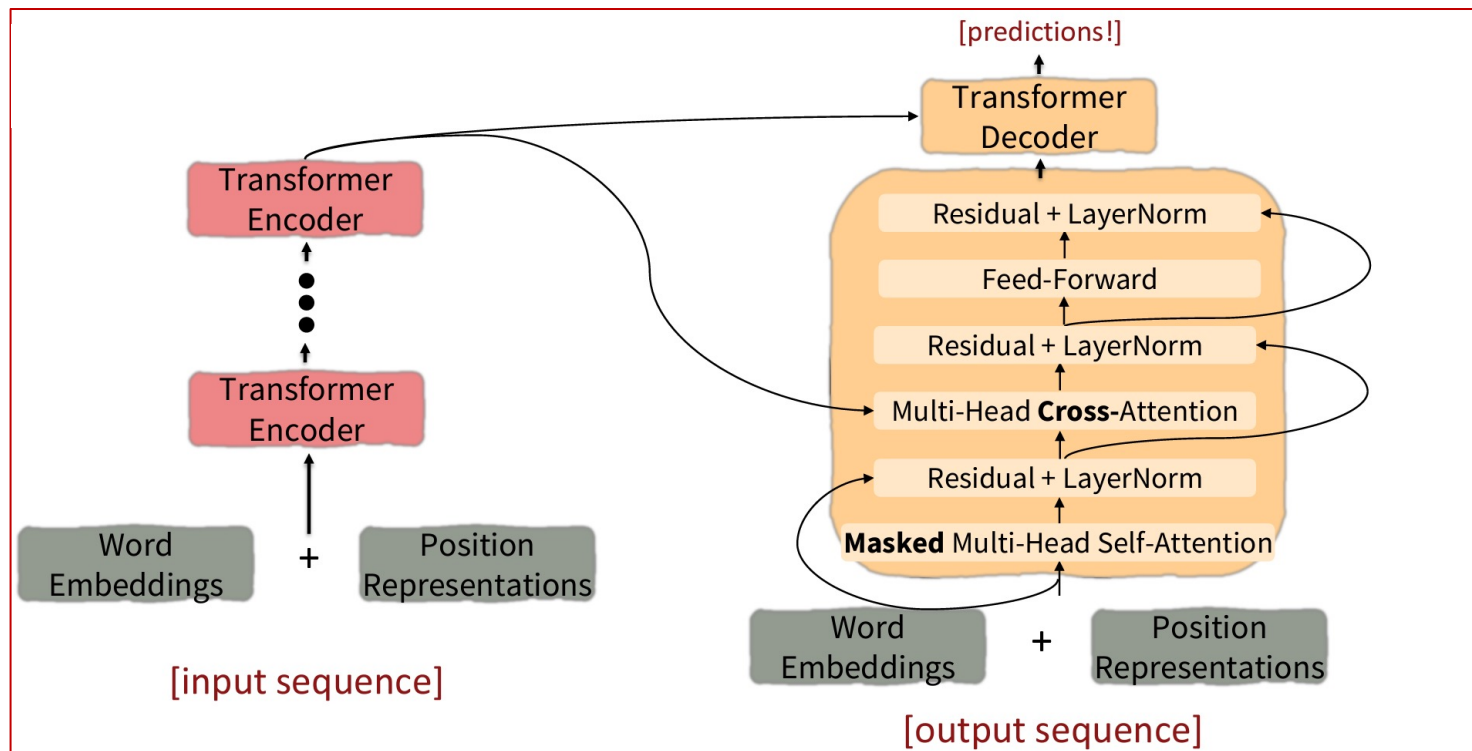 [predictions!]
Transformer
Decoder
Transformer
Encoder
Transformer
Encoder
Word
Embeddings
+
Position
Representations
[input sequence]
Residual + LayerNorm
Feed-Forward
Residual + LayerNorm
Multi-Head Cross-Attention
Residual + LayerNorm
Masked Multi-Head Self-Attention
Word
Embeddings
+
Position
Representations
[output sequence]